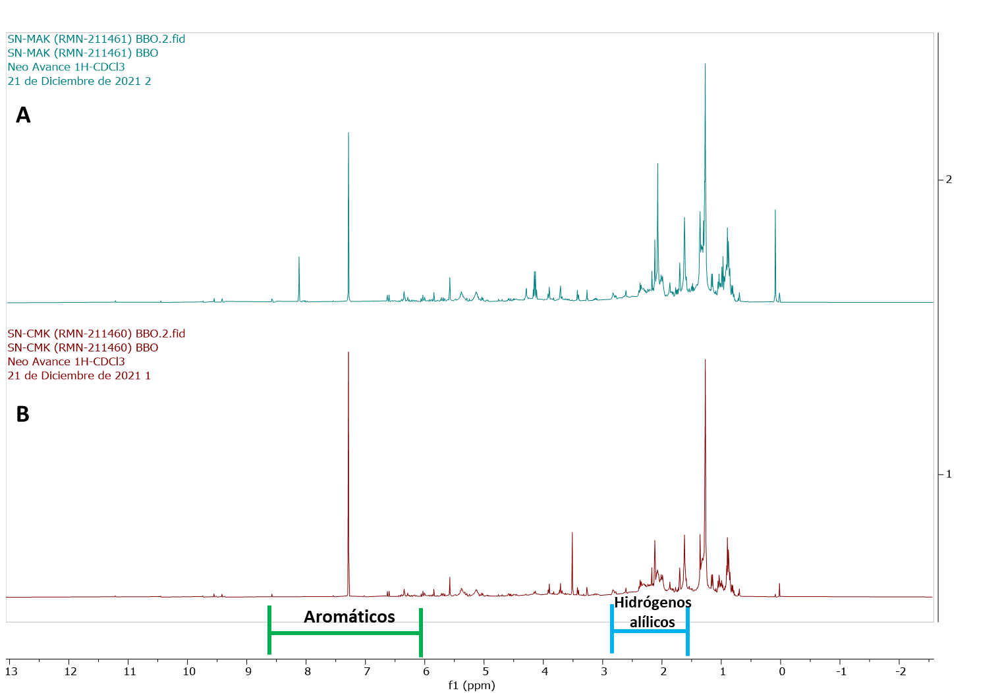 SN-MAK (RMN-211461) BBO.2.fid
SN-MAK (RMN-211461) BBO
Neo Avance 1H-CDCl3
21 de Diciembre de 2021 2
A
2
SN-CMK (RMN-211460) BBO.2.fid
SN-CMK (RMN-211460) BBO
Neo Avance 1H-CDCl3
21 de Diciembre de 2021 1
B
1
Aromáticos
Hidrógenos
alílicos
13 12 11 10 9 8 7 6 5 4 3 2 1 0 -1 -2
f1 (ppm)